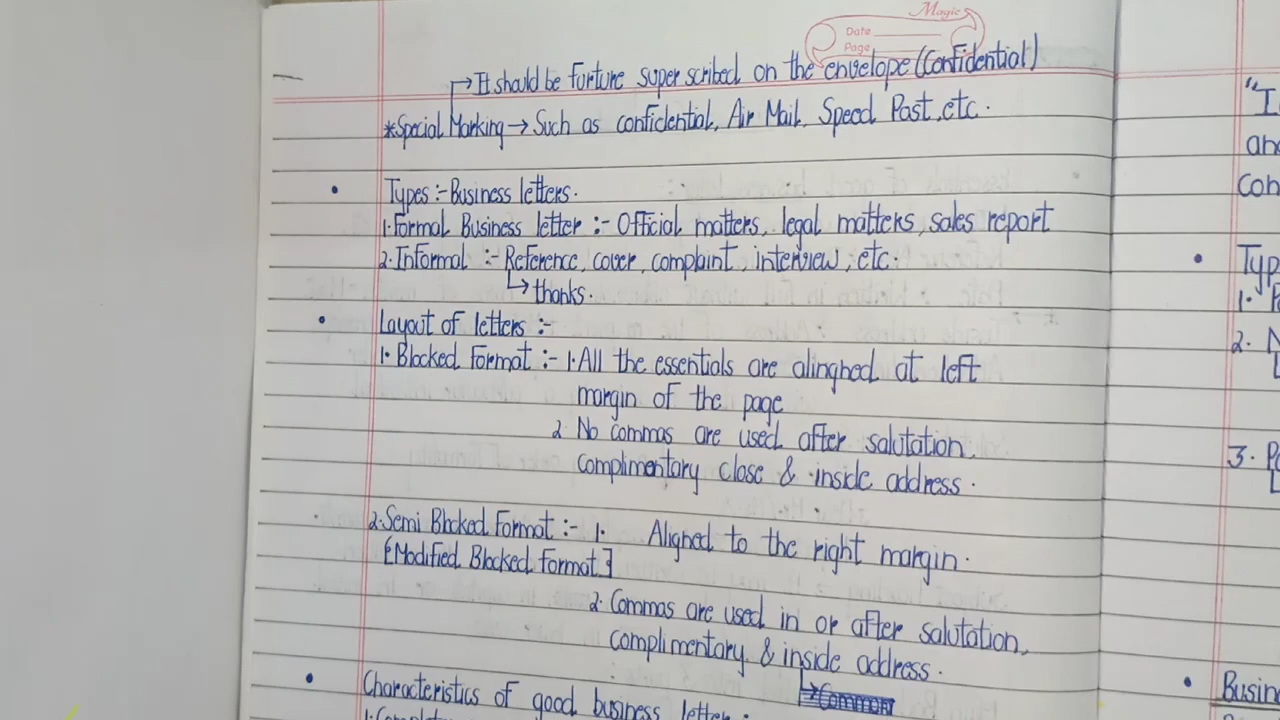 Magic
Date
Page
→ It should be furture super scribed on the envelope (Confidential)
*Special Marking → Such as confidential, Air Mail, Speed Post, etc.
• Types :- Business letters.
1. Formal Business letter :- Official matters, legal matters, sales report
2. Informal :- Reference, cover, complaint, interview, etc.
↳ thanks.
• Layout of letters :-
1. Blocked Format :- 1. All the essentials are alinghed at left
margin of the page
2 No commas are used after salutation,
complimentary close & inside address.
2. Semi Blocked Format :- 1. Aligned to the right margin.
[Modified Blocked format]
2. Commas are used in or after salutation,
complimentary & inside address.
• Characteristics of good business letter :
"I
2.
3.
• Busin